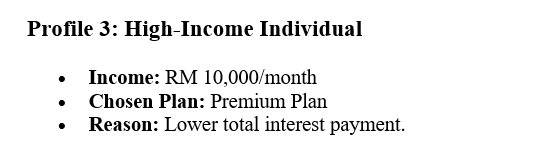 Profile 3: High-Income Individual
• Income: RM 10,000/month
• Chosen Plan: Premium Plan
• Reason: Lower total interest payment.